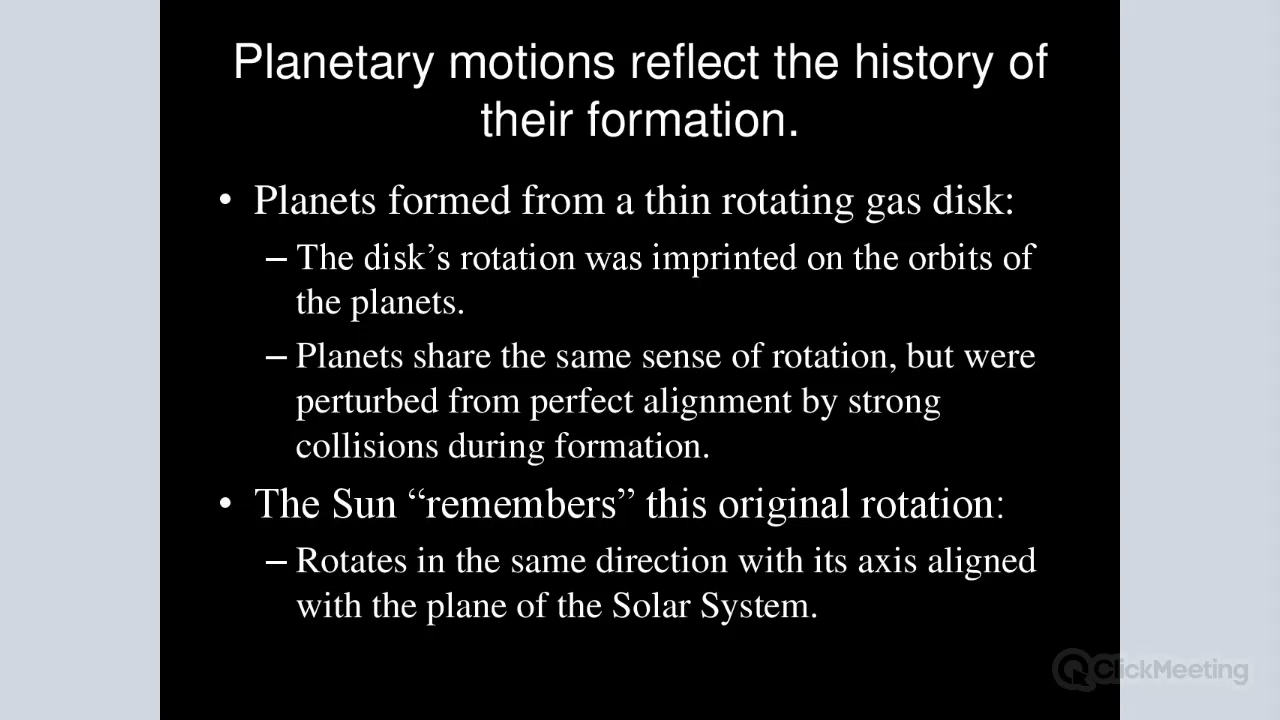 Planetary motions reflect the history of
their formation.
• Planets formed from a thin rotating gas disk:
– The disk’s rotation was imprinted on the orbits of
the planets.
– Planets share the same sense of rotation, but were
perturbed from perfect alignment by strong
collisions during formation.
• The Sun “remembers” this original rotation:
– Rotates in the same direction with its axis aligned
with the plane of the Solar System.
ClickMeeting